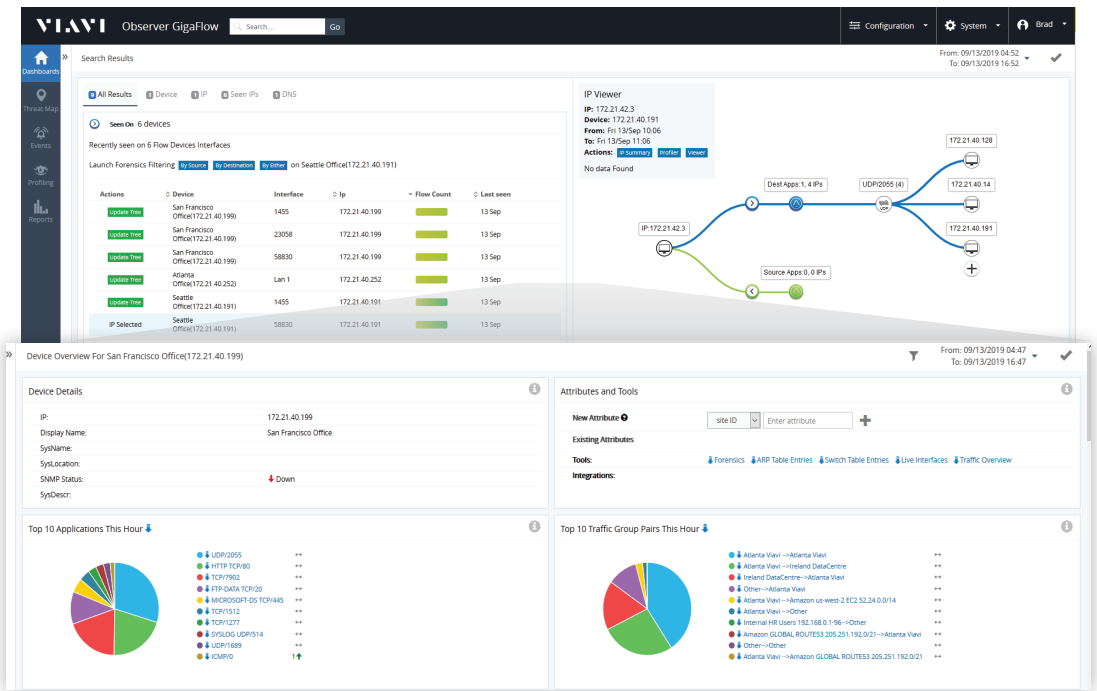 VIAVI Observer GigaFlow Search... Go Configuration System Brad
Dashboards
Threat Map
Events
Profiling
Reports
Search Results
From: 09/13/2019 04:52
To: 09/13/2019 16:52
9 All Results 1 Device 1 IP 6 Seen IPs 1 DNS
Seen On 6 devices
Recently seen on 6 Flow Devices Interfaces
Launch Forensics Filtering By Source By Destination By Either on Seattle Office(172.21.40.191)
Actions Device Interface Ip Flow Count Last seen
Update Tree San Francisco Office(172.21.40.199) 1455 172.21.40.199 13 Sep
Update Tree San Francisco Office(172.21.40.199) 23058 172.21.40.199 13 Sep
Update Tree San Francisco Office(172.21.40.199) 58830 172.21.40.199 13 Sep
Update Tree Atlanta Office(172.21.40.252) Lan 1 172.21.40.252 13 Sep
Update Tree Seattle Office(172.21.40.191) 1455 172.21.40.191 13 Sep
IP Selected Seattle Office(172.21.40.191) 58830 172.21.40.191 13 Sep
IP Viewer
IP: 172.21.42.3
Device: 172.21.40.191
From: Fri 13/Sep 10:06
To: Fri 13/Sep 11:06
Actions: IP Summary Profiler Viewer
No data Found
IP:172.21.42.3
Dest Apps:1, 4 IPs
UDP/2055 (4)
UDP
172.21.40.128
172.21.40.14
172.21.40.191
Source Apps:0, 0 IPs
Device Overview For San Francisco Office(172.21.40.199)
From: 09/13/2019 04:47
To: 09/13/2019 16:47
Device Details
IP: 172.21.40.199
Display Name: San Francisco Office
SysName:
SysLocation:
SNMP Status: Down
SysDescr:
Attributes and Tools
New Attribute site ID Enter attribute
Existing Attributes
Tools: Forensics ARP Table Entries Switch Table Entries Live Interfaces Traffic Overview
Integrations:
Top 10 Applications This Hour
UDP/2055
HTTP TCP/80
TCP/7902
FTP-DATA TCP/20
MICROSOFT-DS TCP/445
TCP/1512
TCP/1277
SYSLOG UDP/514
UDP/1689
ICMP/0 1
Top 10 Traffic Group Pairs This Hour
Atlanta Viavi -->Atlanta Viavi
Atlanta Viavi -->Ireland DataCentre
Ireland DataCentre-->Atlanta Viavi
Other-->Atlanta Viavi
Atlanta Viavi -->Amazon us-west-2 EC2 52.24.0.0/14
Atlanta Viavi -->Other
Internal HR Users 192.168.0.1-96-->Other
Amazon GLOBAL ROUTE53 205.251.192.0/21-->Atlanta Viavi
Other-->Other
Atlanta Viavi -->Amazon GLOBAL ROUTE53 205.251.192.0/21